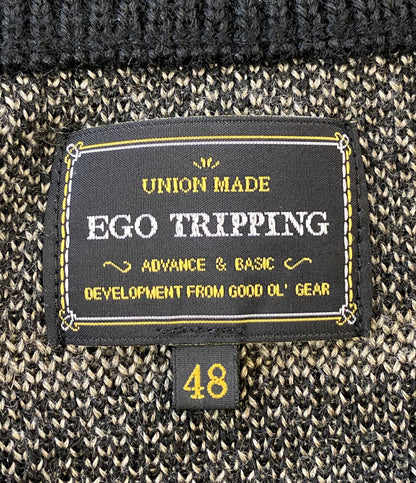 UNION MADE
EGO TRIPPING
ADVANCE & BASIC
DEVELOPMENT FROM GOOD OL' GEAR
48